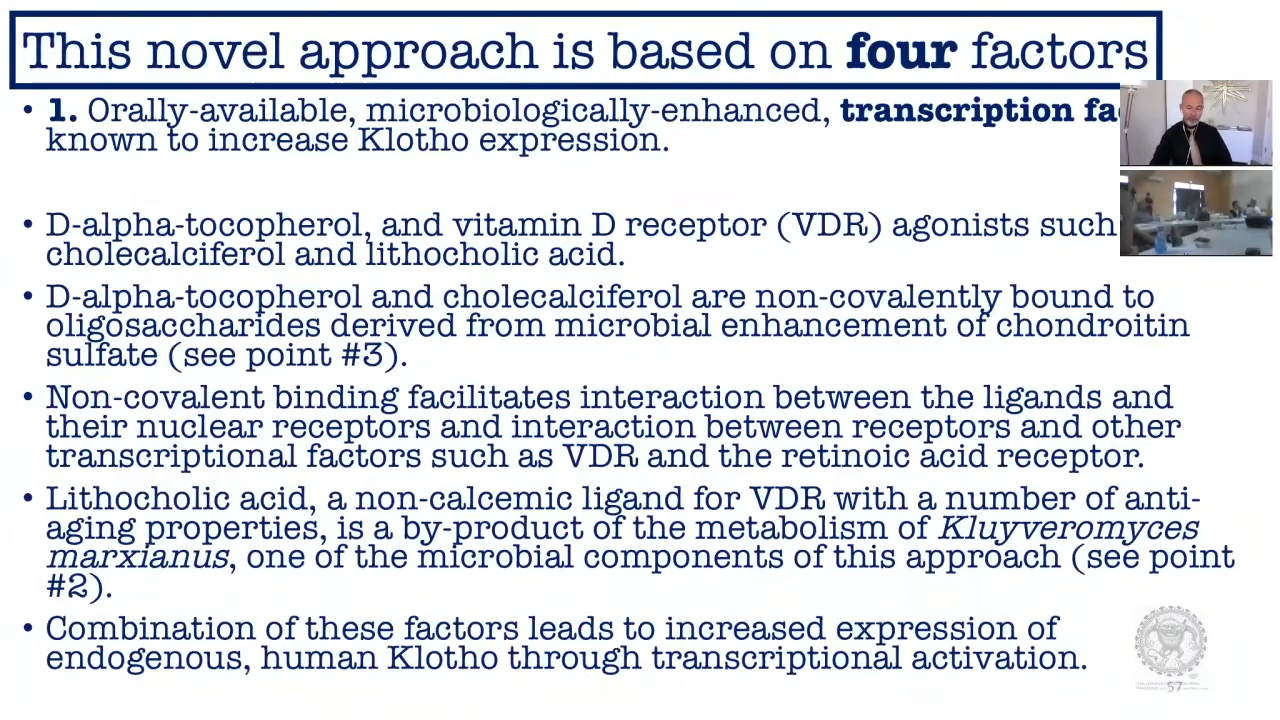 This novel approach is based on four factors
• 1. Orally-available, microbiologically-enhanced, transcription fac
known to increase Klotho expression.
• D-alpha-tocopherol, and vitamin D receptor (VDR) agonists such
cholecalciferol and lithocholic acid.
• D-alpha-tocopherol and cholecalciferol are non-covalently bound to
oligosaccharides derived from microbial enhancement of chondroitin
sulfate (see point #3).
• Non-covalent binding facilitates interaction between the ligands and
their nuclear receptors and interaction between receptors and other
transcriptional factors such as VDR and the retinoic acid receptor.
• Lithocholic acid, a non-calcemic ligand for VDR with a number of anti-
aging properties, is a by-product of the metabolism of Kluyveromyces
marxianus, one of the microbial components of this approach (see point
#2).
• Combination of these factors leads to increased expression of
endogenous, human Klotho through transcriptional activation.
57